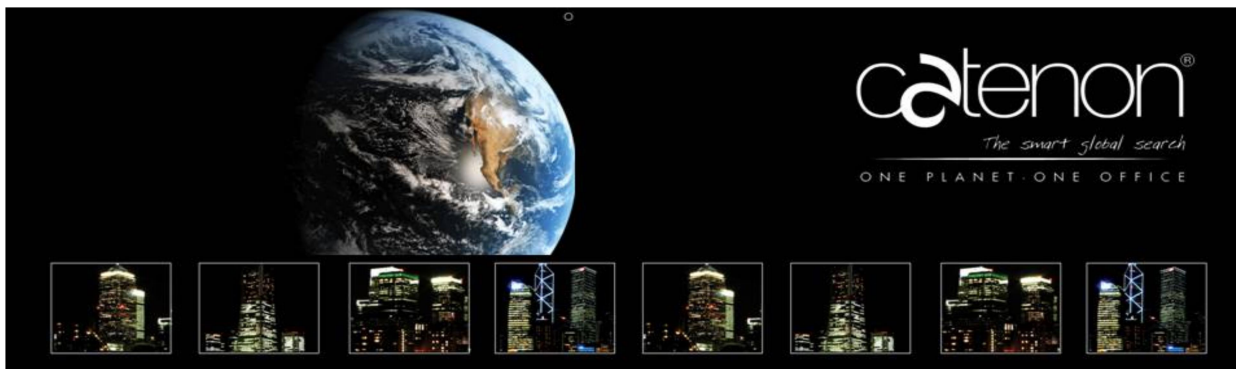 catenon®
The smart global search
ONE PLANET · ONE OFFICE